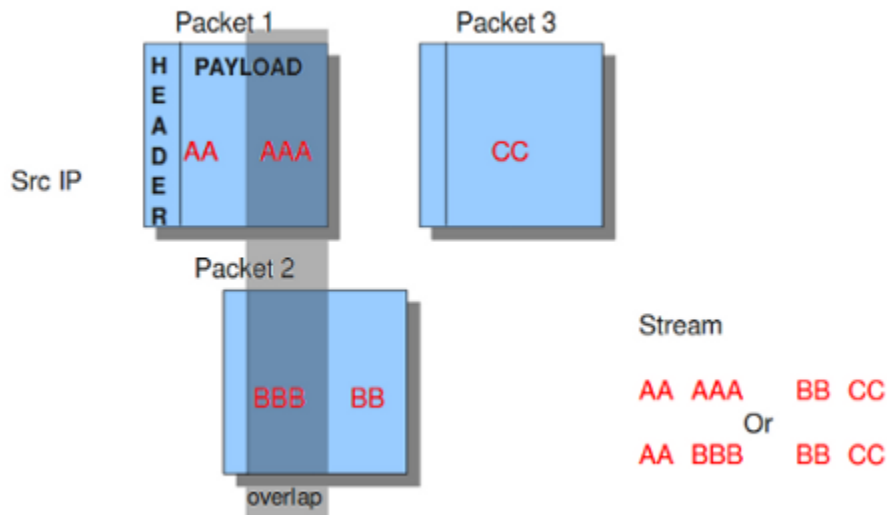 Packet 1
Packet 3
HEADER
PAYLOAD
AA AAA
CC
Src IP
Packet 2
BBB BB
overlap
Stream
AA AAA BB CC
Or
AA BBB BB CC